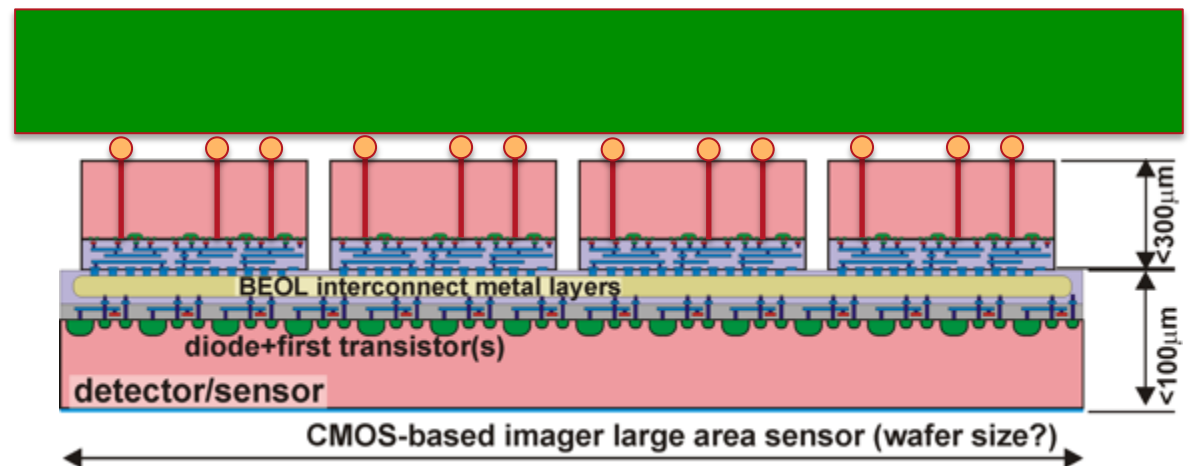 <300μm
BEOL interconnect metal layers
diode+first transistor(s)
detector/sensor
<100μm
CMOS-based imager large area sensor (wafer size?)